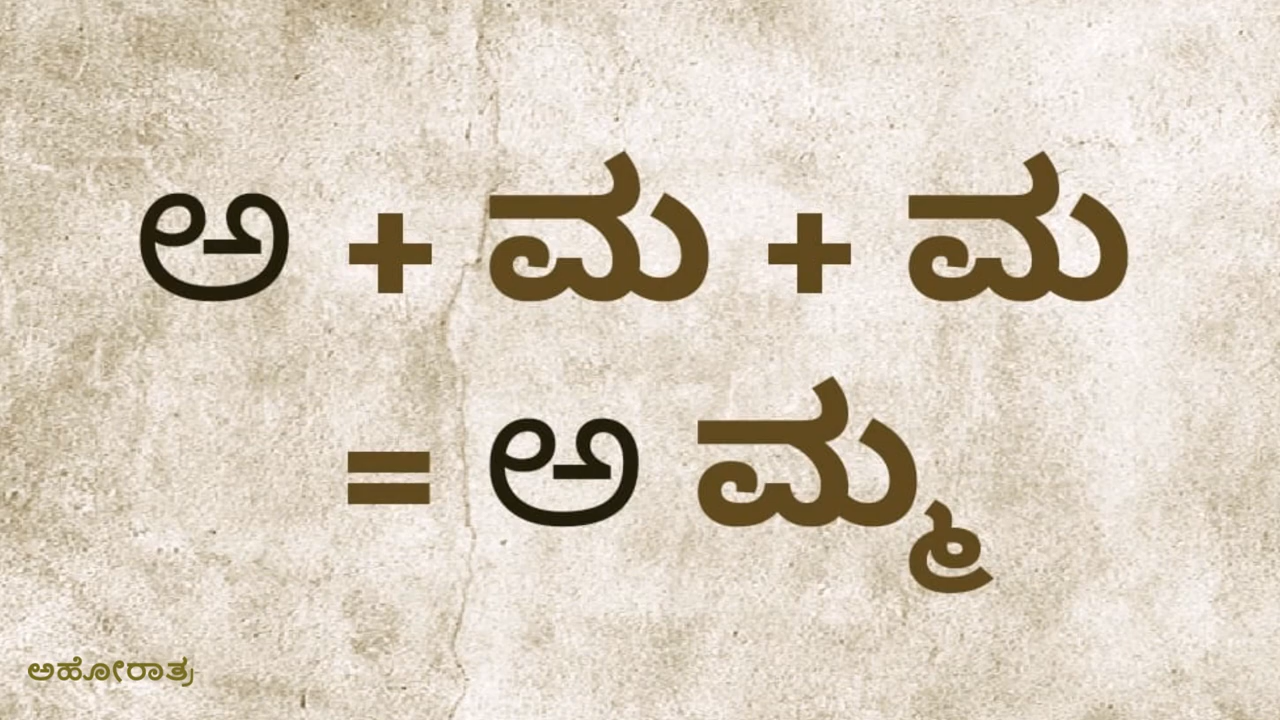 ಅ + ಮ + ಮ
= ಅ ಮ್ಮ
ಅಹೋರಾತ್ರ